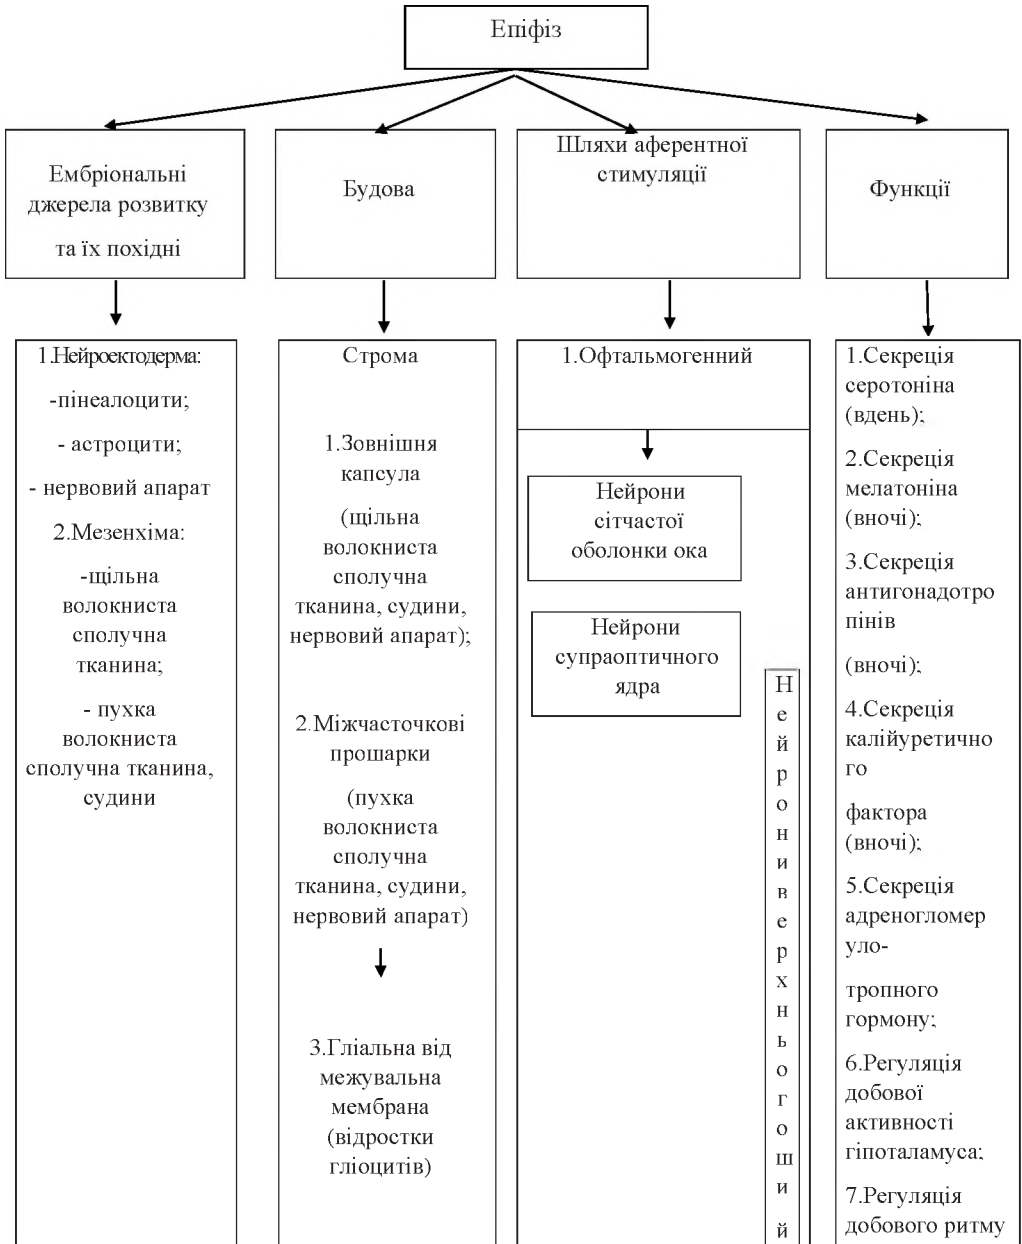 Епіфіз
Ембріональні
джерела розвитку
та їх похідні
Будова
Шляхи аферентної
стимуляції
Функції
1.Нейроектодерма:
-пінеалоцити;
- астроцити;
- нервовий апарат
2.Мезенхіма:
-щільна
волокниста
сполучна
тканина;
- пухка
волокниста
сполучна тканина,
судини
Строма
1.Зовнішня
капсула
(щільна
волокниста
сполучна
тканина, судини,
нервовий апарат);
2.Міжчасточкові
прошарки
(пухка
волокниста
сполучна
тканина, судини,
нервовий апарат)
3.Гліальна від
межувальна
мембрана
(відростки
гліоцитів)
1.Офтальмогенний
Нейрони
сітчастої
оболонки ока
Нейрони
супраоптичного
ядра
Н
е
й
р
о
н
и
в
е
р
х
н
ь
о
г
о
ш
и
й
1.Секреція
серотоніна
(вдень);
2.Секреція
мелатоніна
(вночі);
3.Секреція
антигонадотро
пінів
(вночі);
4.Секреція
калійуретично
го
фактора
(вночі);
5.Секреція
адреногломер
уло-
тропного
гормону;
6.Регуляція
добової
активності
гіпоталамуса;
7.Регуляція
добового ритму